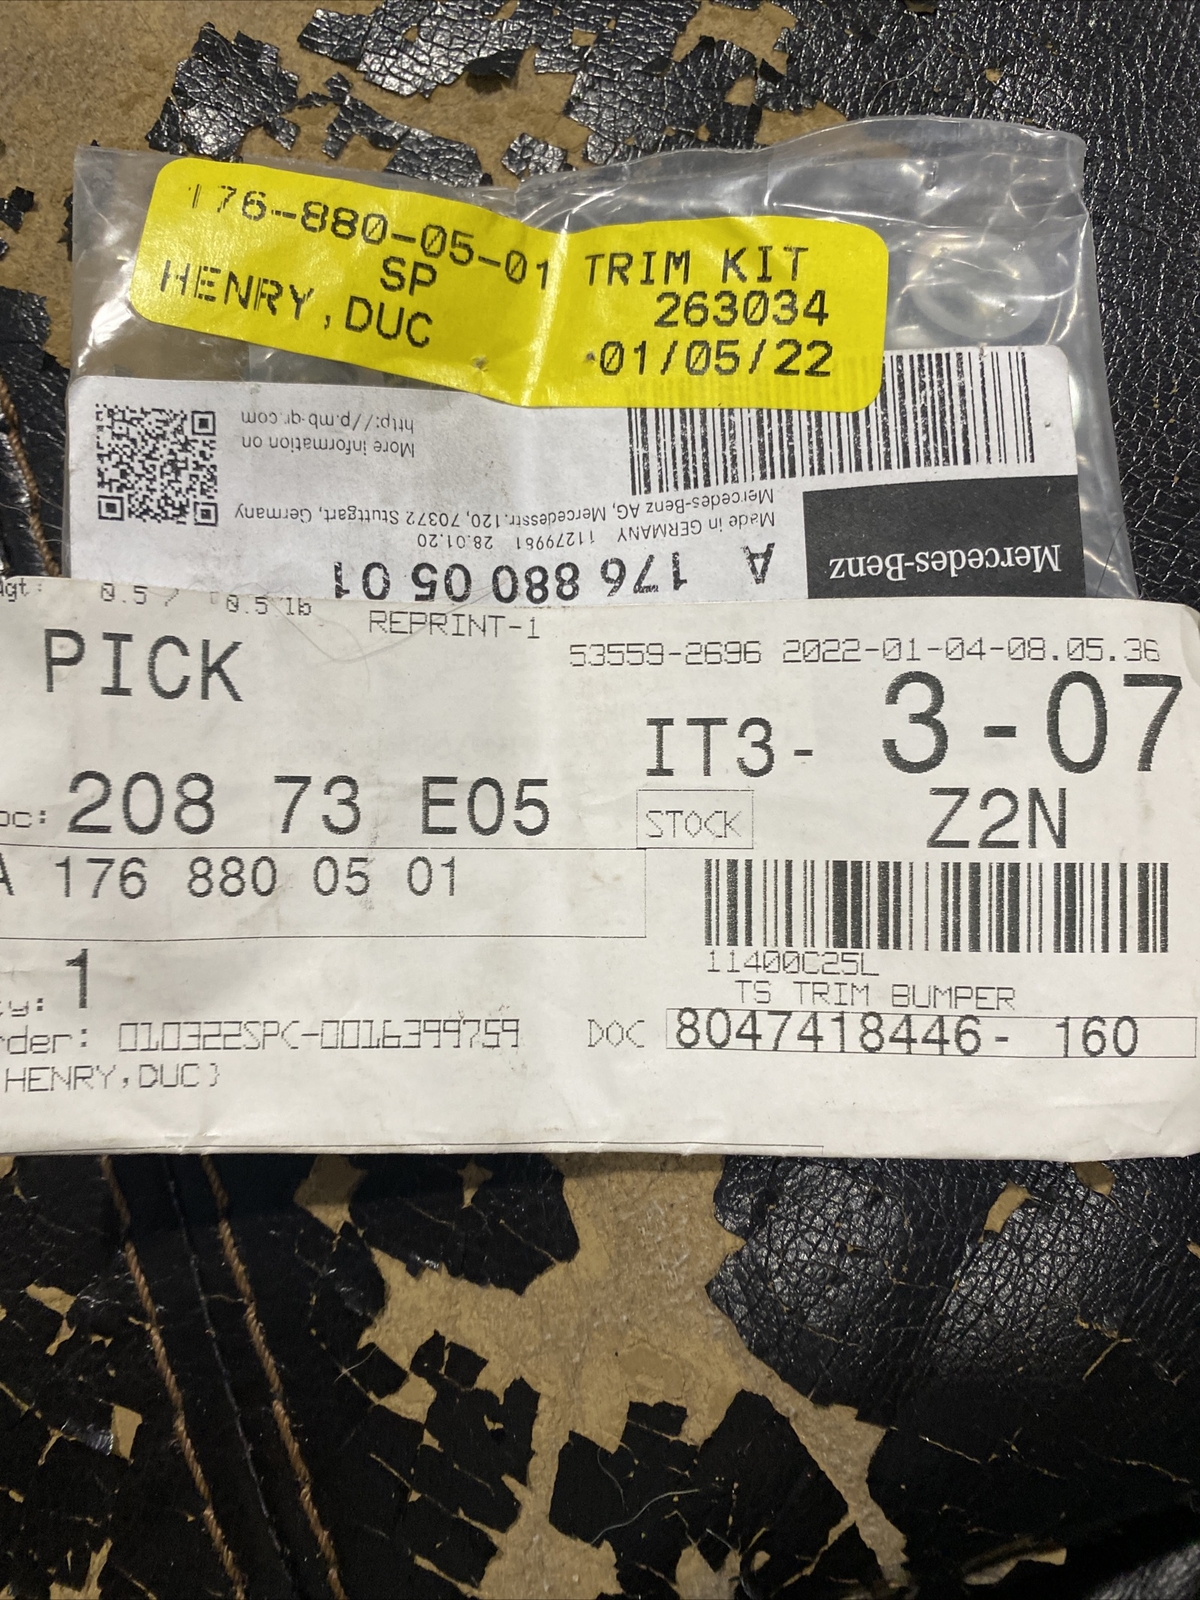 176-880-05-01 TRIM KIT
SP 263034
HENRY,DUC 01/05/22
Mercedes-Benz
A 176 880 05 01
Made in GERMANY 11279961 28.01.20
Mercedes-Benz AG, Mercedesstr.120, 70372 Stuttgart, Germany
More information on
http://p.mb-qr.com
0.5 / 0.5 lb
REPRINT-1
53559-2696 2022-01-04-08.05.36
PICK
IT3- 3-07
oc: 208 73 E05
STOCK Z2N
A 176 880 05 01
11400C25L
TS TRIM BUMPER
ty: 1
rder: 010322SPC-0016399759
DOC 8047418446- 160
HENRY,DUC)